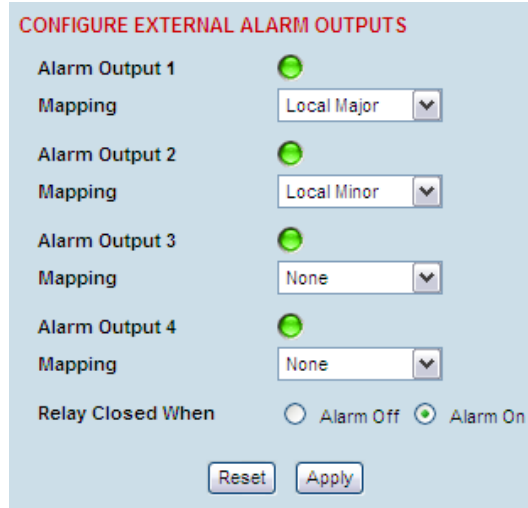 CONFIGURE EXTERNAL ALARM OUTPUTS
Alarm Output 1
Mapping Local Major
Alarm Output 2
Mapping Local Minor
Alarm Output 3
Mapping None
Alarm Output 4
Mapping None
Relay Closed When Alarm Off Alarm On
Reset Apply